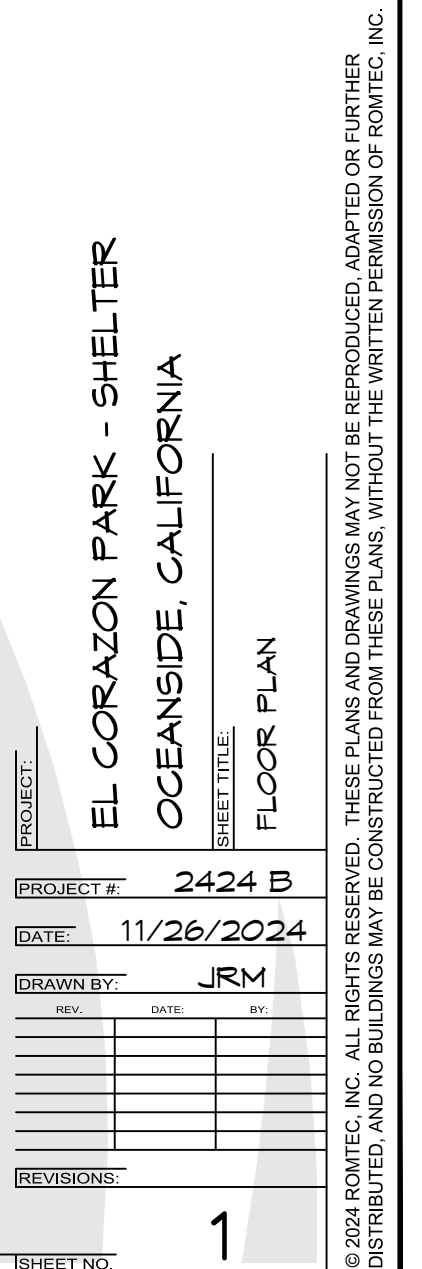 PROJECT:
EL CORAZON PARK - SHELTER
OCEANSIDE, CALIFORNIA
SHEET TITLE:
FLOOR PLAN
PROJECT #: 2424 B
DATE: 11/26/2024
DRAWN BY: JRM
REV. DATE: BY:
REVISIONS:
SHEET NO. 1
© 2024 ROMTEC, INC. ALL RIGHTS RESERVED. THESE PLANS AND DRAWINGS MAY NOT BE REPRODUCED, ADAPTED OR FURTHER
DISTRIBUTED, AND NO BUILDINGS MAY BE CONSTRUCTED FROM THESE PLANS, WITHOUT THE WRITTEN PERMISSION OF ROMTEC, INC.